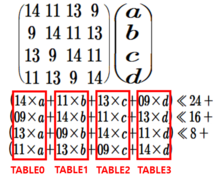 14 11 13 9 a
9 14 11 13 b
13 9 14 11 c
11 13 9 14 d
(14×a+11×b+13×c+09×d) ≪ 24 +
(09×a+14×b+11×c+13×d) ≪ 16 +
(13×a+09×b+14×c+11×d) ≪ 8 +
(11×a+13×b+09×c+14×d)
TABLE0 TABLE1 TABLE2 TABLE3